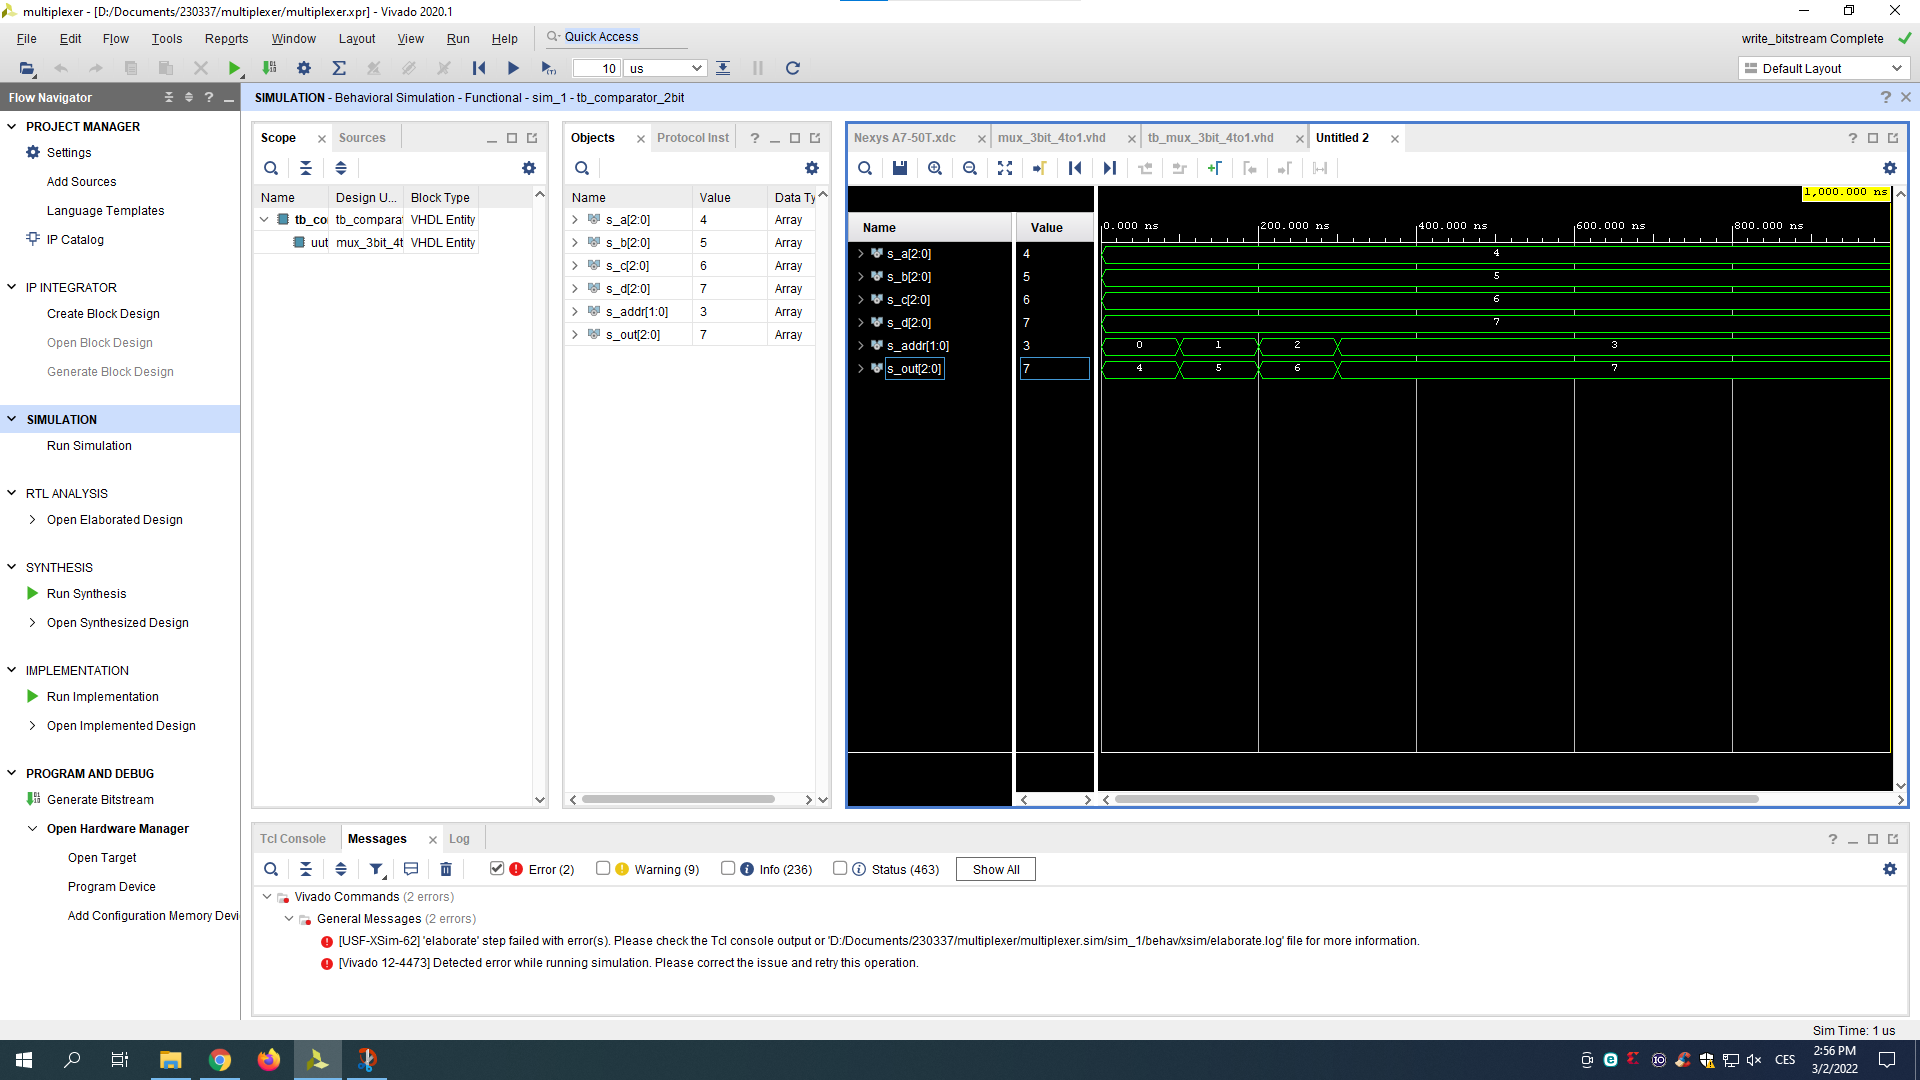 multiplexer - [D:/Documents/230337/multiplexer/multiplexer.xpr] - Vivado 2020.1
File Edit Flow Tools Reports Window Layout View Run Help Quick Access
write_bitstream Complete
10 us
Default Layout
Flow Navigator
SIMULATION - Behavioral Simulation - Functional - sim_1 - tb_comparator_2bit
PROJECT MANAGER
Settings
Add Sources
Language Templates
IP Catalog
IP INTEGRATOR
Create Block Design
Open Block Design
Generate Block Design
SIMULATION
Run Simulation
RTL ANALYSIS
Open Elaborated Design
SYNTHESIS
Run Synthesis
Open Synthesized Design
IMPLEMENTATION
Run Implementation
Open Implemented Design
PROGRAM AND DEBUG
Generate Bitstream
Open Hardware Manager
Open Target
Program Device
Add Configuration Memory Devi
Scope Sources
Name Design U... Block Type
tb_co tb_comparat VHDL Entity
uut mux_3bit_4t VHDL Entity
Objects Protocol Inst
Name Value Data Ty
s_a[2:0] 4 Array
s_b[2:0] 5 Array
s_c[2:0] 6 Array
s_d[2:0] 7 Array
s_addr[1:0] 3 Array
s_out[2:0] 7 Array
Nexys A7-50T.xdc mux_3bit_4to1.vhd tb_mux_3bit_4to1.vhd Untitled 2
1,000.000 ns
Name Value
0.000 ns 200.000 ns 400.000 ns 600.000 ns 800.000 ns
s_a[2:0] 4 4
s_b[2:0] 5 5
s_c[2:0] 6 6
s_d[2:0] 7 7
s_addr[1:0] 3 0 1 2 3
s_out[2:0] 7 4 5 6 7
Tcl Console Messages Log
Error (2) Warning (9) Info (236) Status (463) Show All
Vivado Commands (2 errors)
General Messages (2 errors)
[USF-XSim-62] 'elaborate' step failed with error(s). Please check the Tcl console output or 'D:/Documents/230337/multiplexer/multiplexer.sim/sim_1/behav/xsim/elaborate.log' file for more information.
[Vivado 12-4473] Detected error while running simulation. Please correct the issue and retry this operation.
Sim Time: 1 us
CES
2:56 PM
3/2/2022